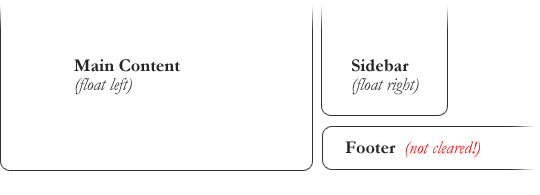 Main Content
(float left)
Sidebar
(float right)
Footer (not cleared!)